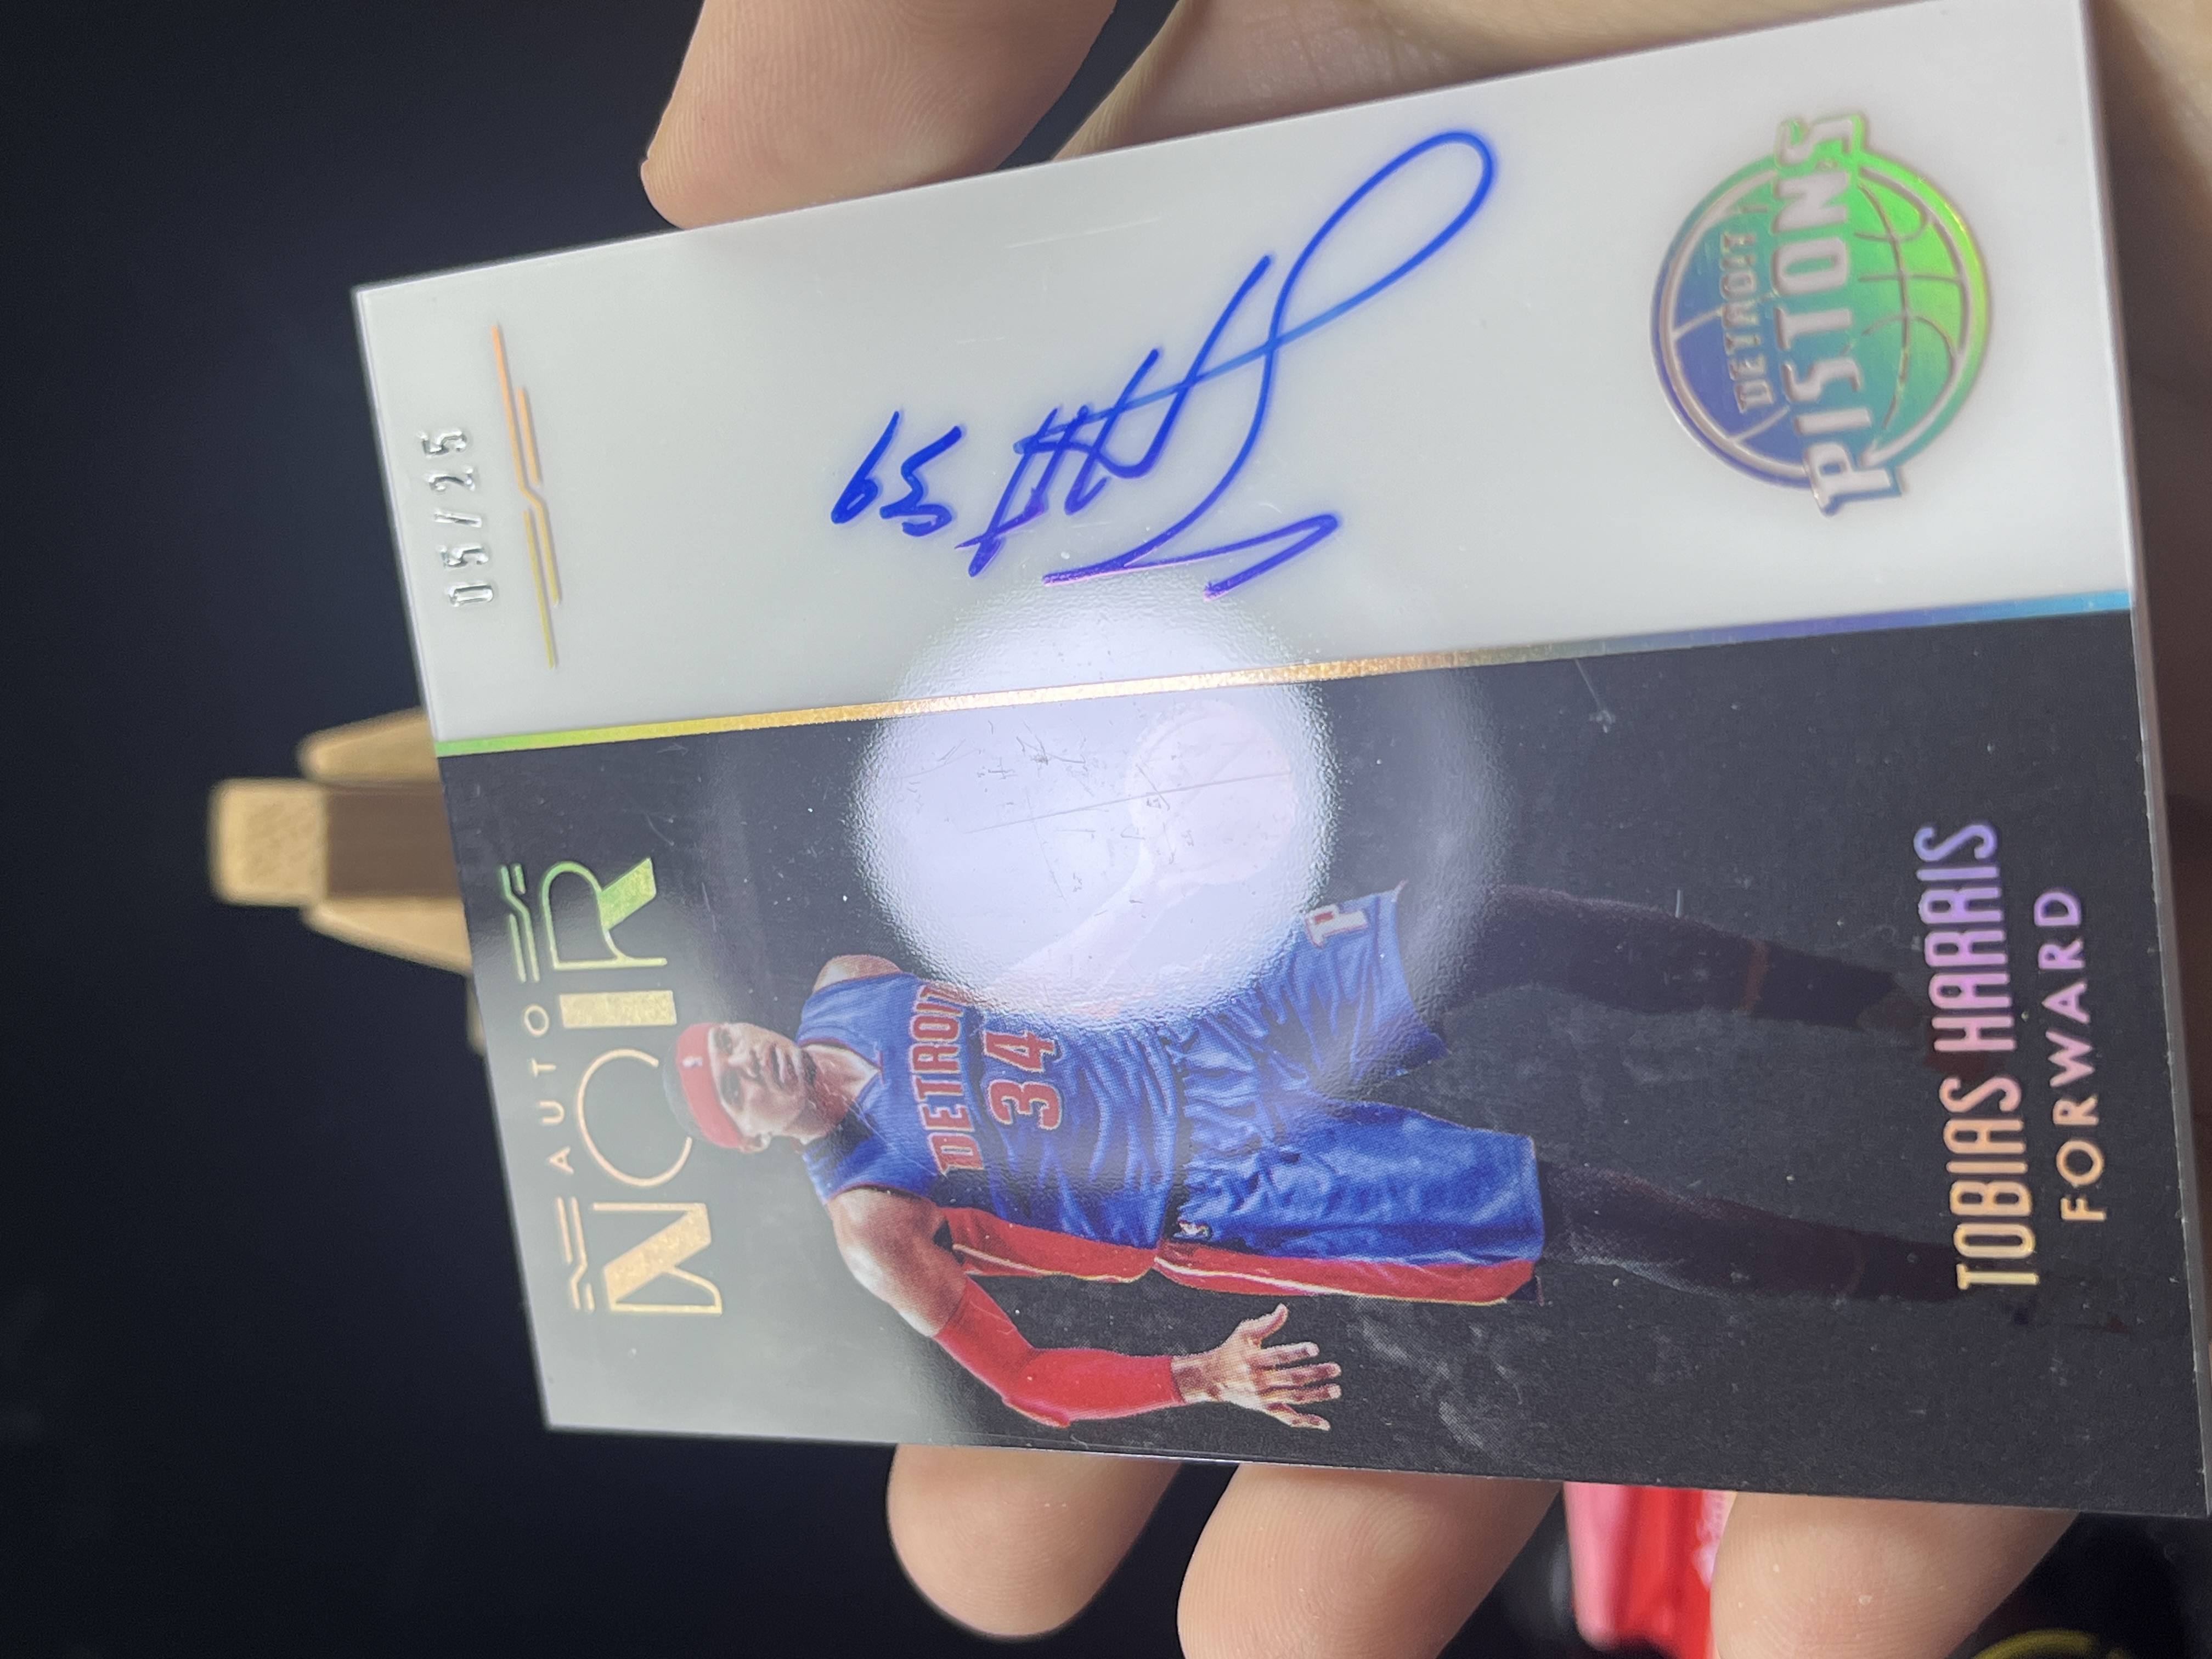 AUTO
NOIR
DETROIT
34
P
TOBIAS HARRIS
FORWARD
05/25
DETROIT
PISTONS